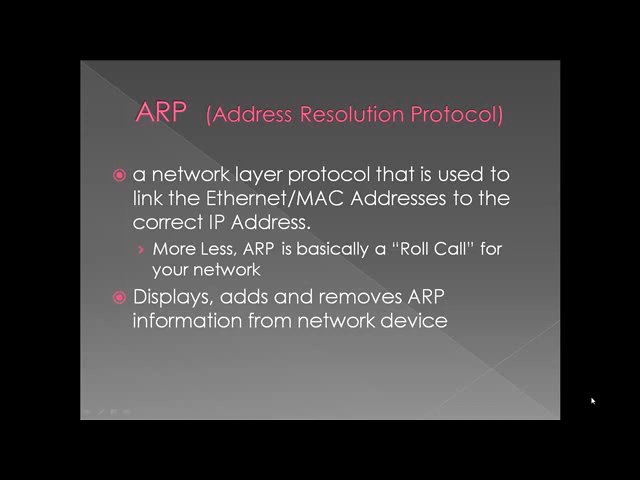 ARP (Address Resolution Protocol)
a network layer protocol that is used to
link the Ethernet/MAC Addresses to the
correct IP Address.
More Less, ARP is basically a “Roll Call” for
your network
Displays, adds and removes ARP
information from network device